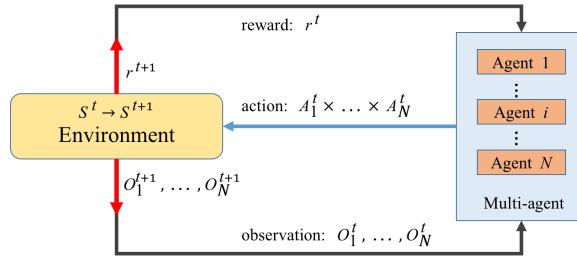 reward: r^t
r^{t+1}
S^t → S^{t+1}
Environment
action: A_1^t × … × A_N^t
O_1^{t+1}, …, O_N^{t+1}
observation: O_1^t, …, O_N^t
Agent 1
⋮
Agent i
⋮
Agent N
Multi-agent